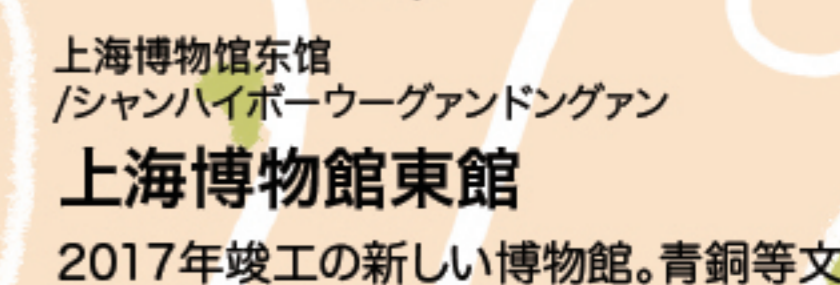 上海博物馆东馆
/シャンハイボーウーグァンドングァン
上海博物館東館
2017年竣工の新しい博物館。青銅等文